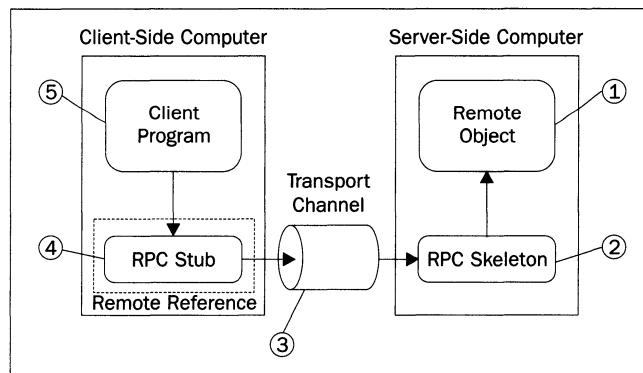 Client-Side Computer
Server-Side Computer
5
Client
Program
1
Remote
Object
Transport
Channel
4
RPC Stub
RPC Skeleton
2
Remote Reference
3